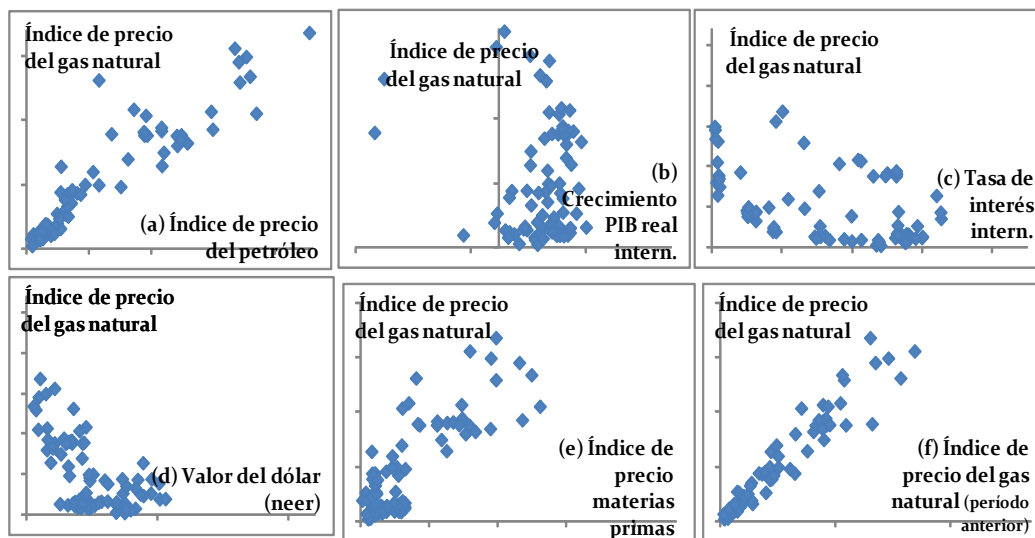 Índice de precio
del gas natural
(a) Índice de precio
del petróleo
Índice de precio
del gas natural
(b)
Crecimiento
PIB real
intern.
Índice de precio
del gas natural
(c) Tasa de
interés
intern.
Índice de precio
del gas natural
(d) Valor del dólar
(neer)
Índice de precio
del gas natural
(e) Índice de
precio
materias
primas
Índice de precio
del gas natural
(f) Índice de
precio del gas
natural (período
anterior)